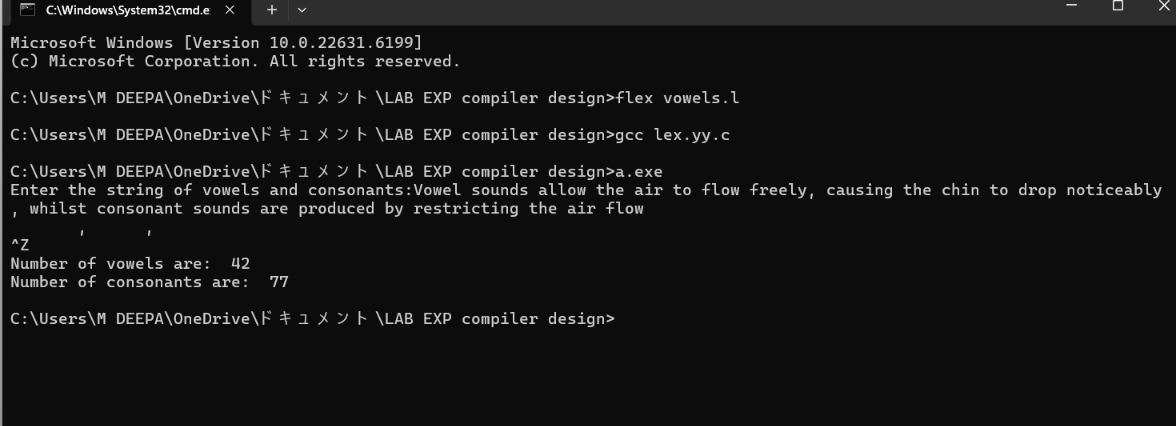 C:\Windows\System32\cmd.e
Microsoft Windows [Version 10.0.22631.6199]
(c) Microsoft Corporation. All rights reserved.
C:\Users\M DEEPA\OneDrive\ドキュメント\LAB EXP compiler design>flex vowels.l
C:\Users\M DEEPA\OneDrive\ドキュメント\LAB EXP compiler design>gcc lex.yy.c
C:\Users\M DEEPA\OneDrive\ドキュメント\LAB EXP compiler design>a.exe
Enter the string of vowels and consonants:Vowel sounds allow the air to flow freely, causing the chin to drop noticeably
, whilst consonant sounds are produced by restricting the air flow
, ,
^Z
Number of vowels are:  42
Number of consonants are:  77
C:\Users\M DEEPA\OneDrive\ドキュメント\LAB EXP compiler design>